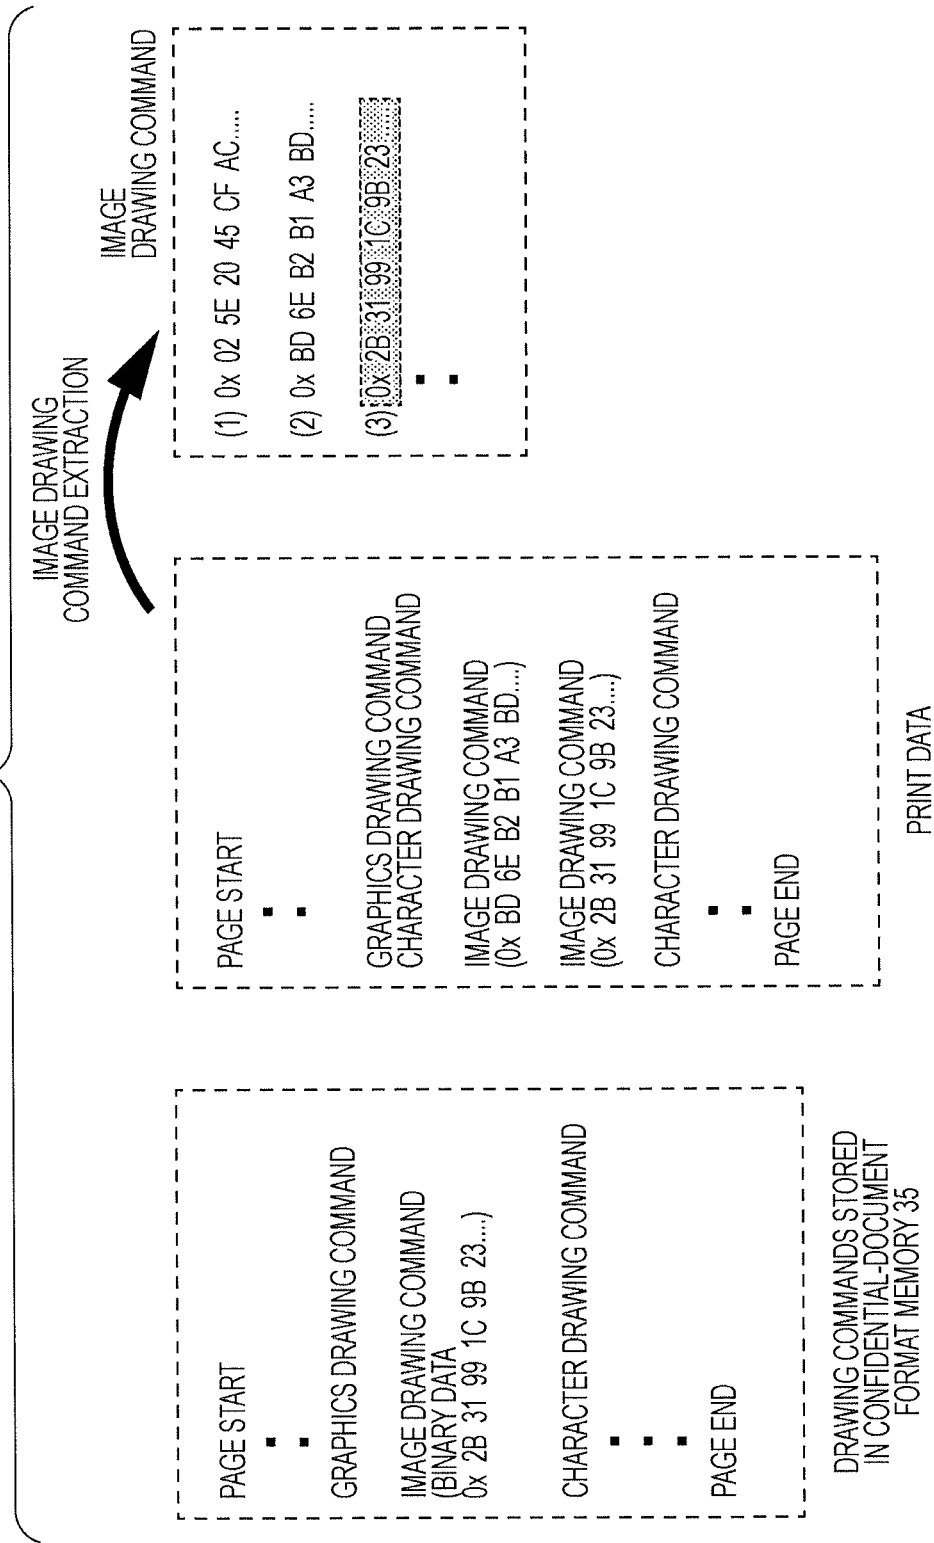 PAGE START
GRAPHICS DRAWING COMMAND
IMAGE DRAWING COMMAND
(BINARY DATA
0x 2B 31 99 1C 9B 23....)
CHARACTER DRAWING COMMAND
PAGE END
DRAWING COMMANDS STORED
IN CONFIDENTIAL-DOCUMENT
FORMAT MEMORY 35
PAGE START
GRAPHICS DRAWING COMMAND
CHARACTER DRAWING COMMAND
IMAGE DRAWING COMMAND
(0x BD 6E B2 B1 A3 BD....)
IMAGE DRAWING COMMAND
(0x 2B 31 99 1C 9B 23....)
CHARACTER DRAWING COMMAND
PAGE END
PRINT DATA
IMAGE DRAWING
COMMAND EXTRACTION
IMAGE
DRAWING COMMAND
(1) 0x 02 5E 20 45 CF AC.....
(2) 0x BD 6E B2 B1 A3 BD.....
(3) 0x 2B 31 99 1C 9B 23......